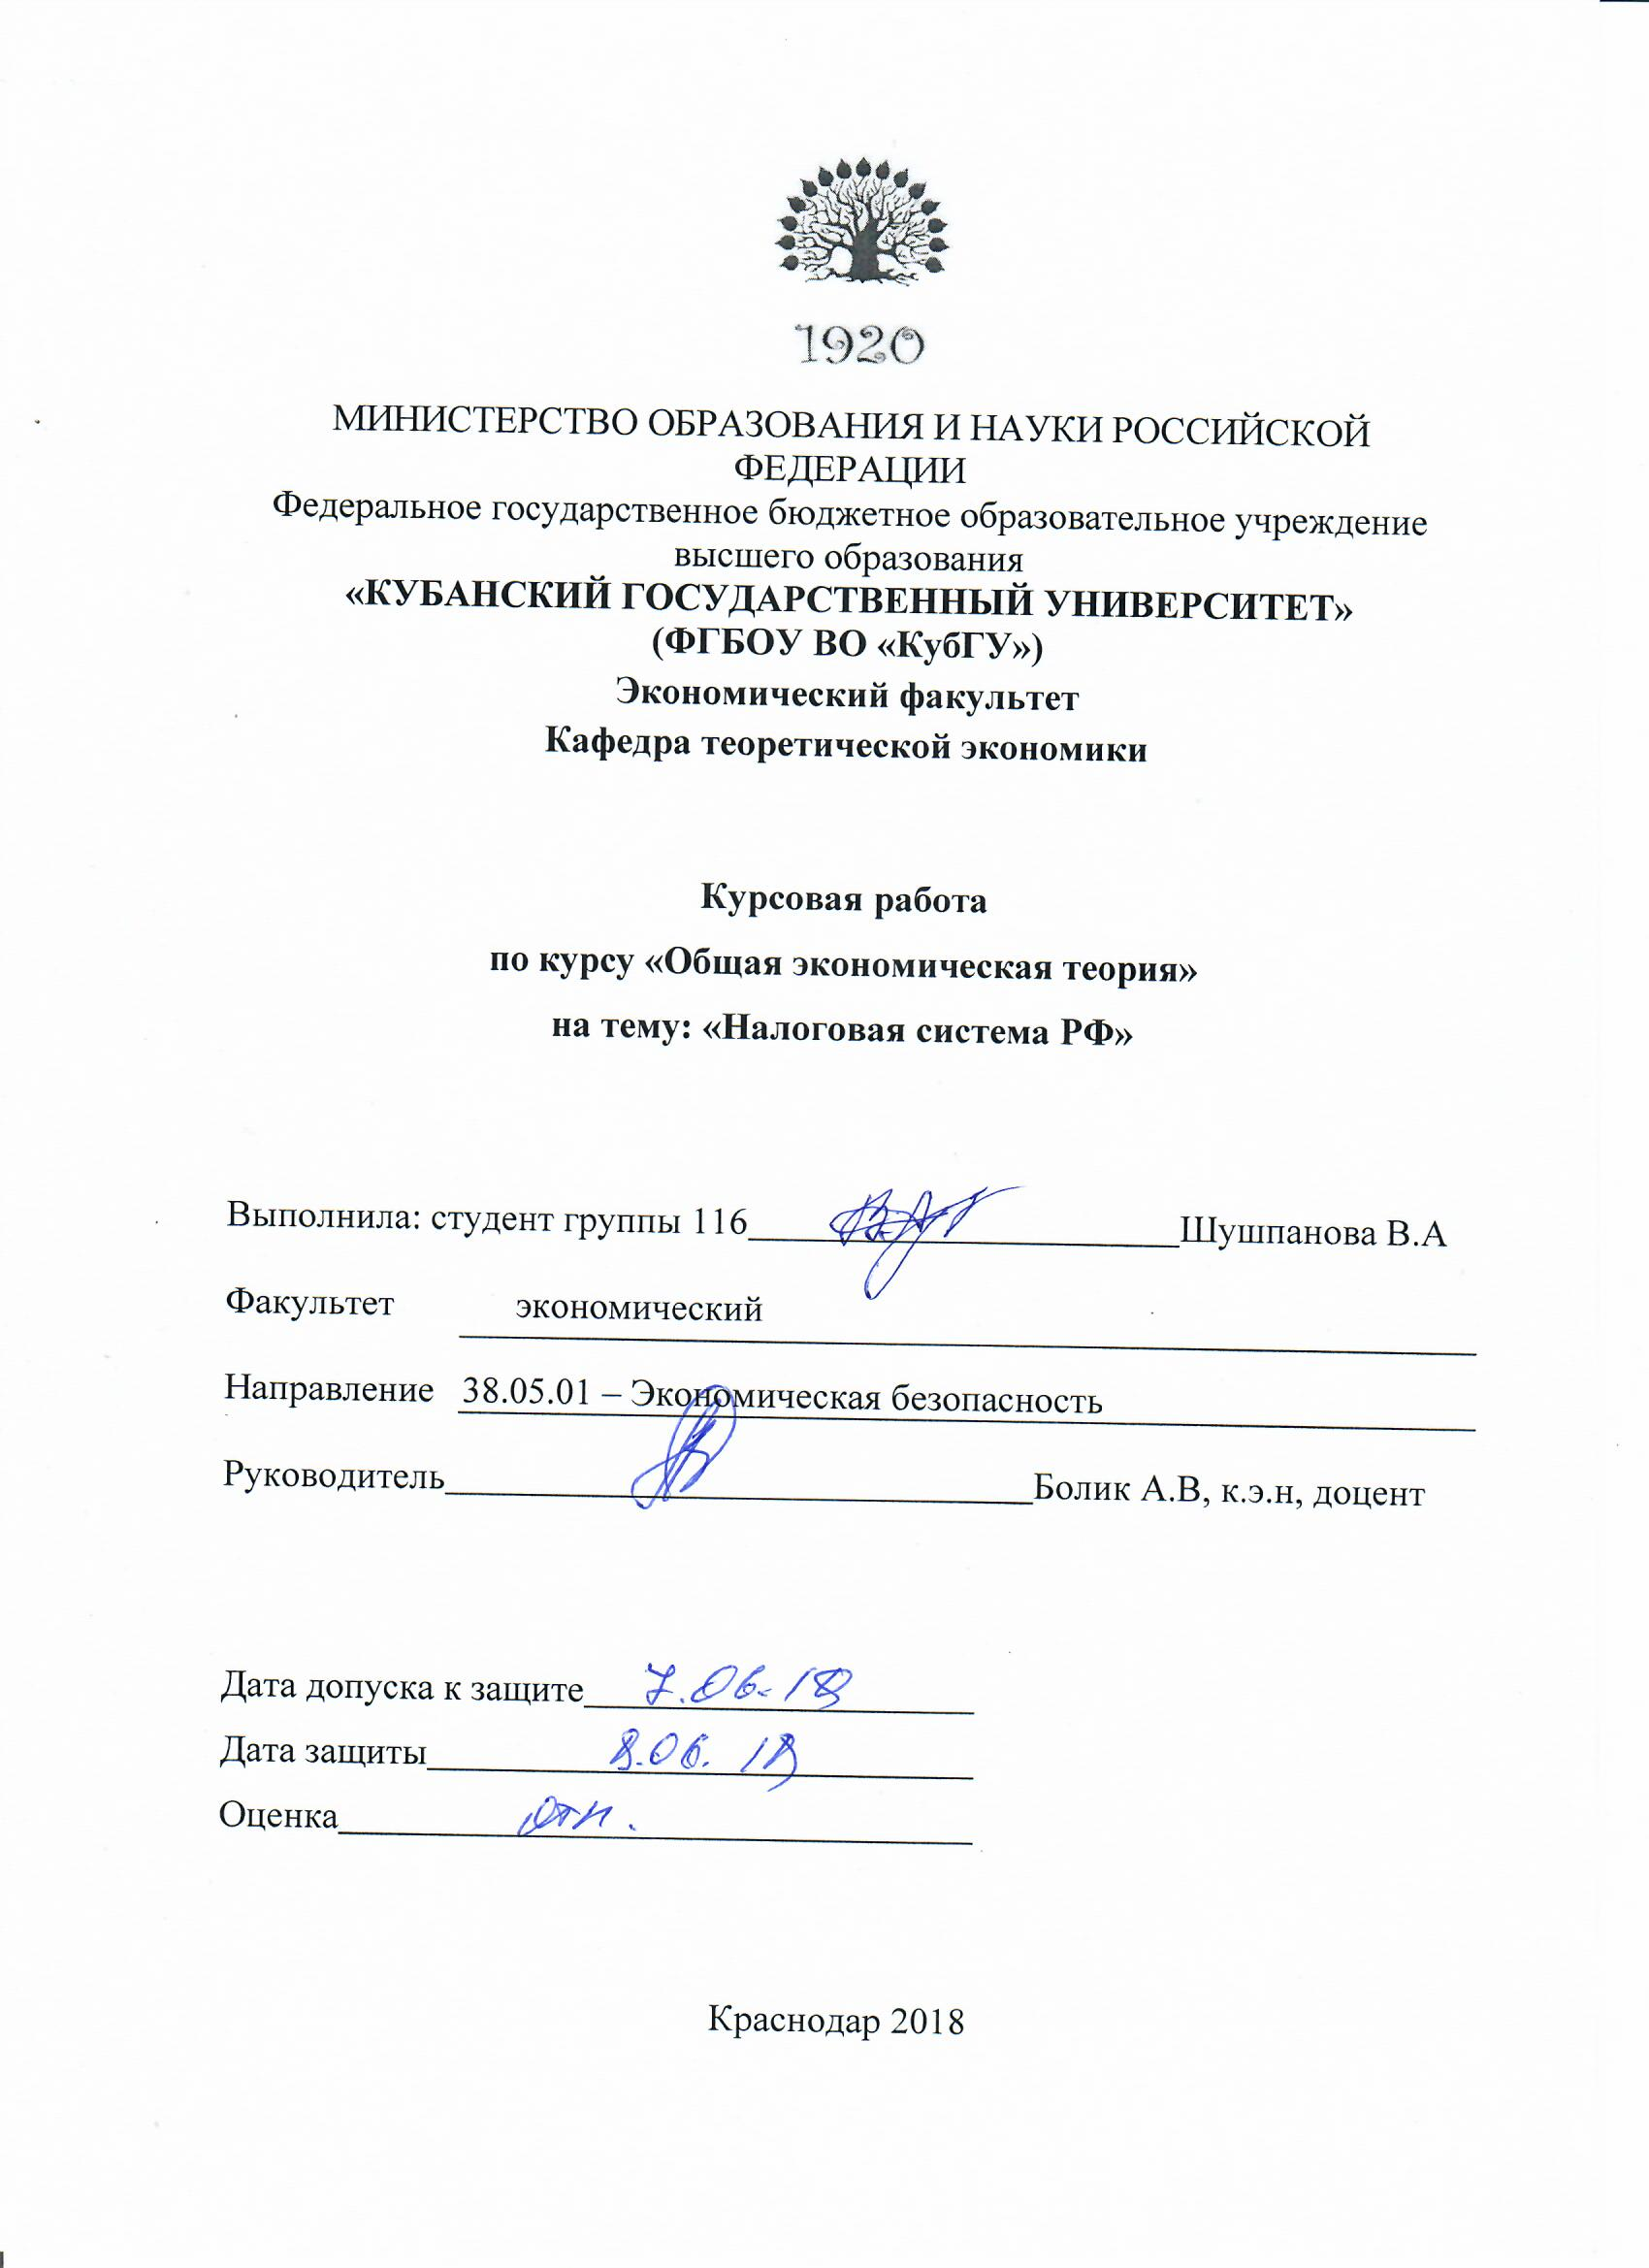 1920
МИНИСТЕРСТВО ОБРАЗОВАНИЯ И НАУКИ РОССИЙСКОЙ
ФЕДЕРАЦИИ
Федеральное государственное бюджетное образовательное учреждение
высшего образования
«КУБАНСКИЙ ГОСУДАРСТВЕННЫЙ УНИВЕРСИТЕТ»
(ФГБОУ ВО «КубГУ»)
Экономический факультет
Кафедра теоретической экономики
Курсовая работа
по курсу «Общая экономическая теория»
на тему: «Налоговая система РФ»
Выполнила: студент группы 116 Шушпанова В.А
Факультет экономический
Направление 38.05.01 – Экономическая безопасность
Руководитель Болик А.В, к.э.н, доцент
Дата допуска к защите 7.06.18
Дата защиты 8.06.18
Оценка отл.
Краснодар 2018